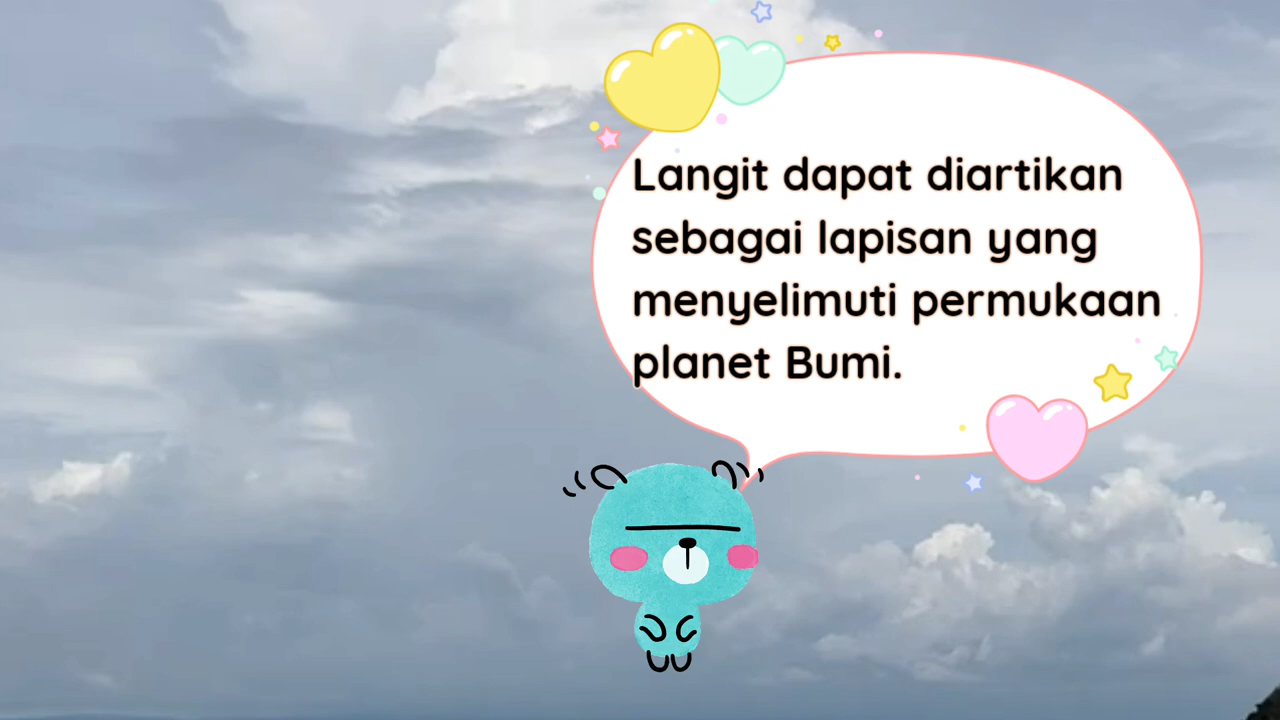 Langit dapat diartikan
sebagai lapisan yang
menyelimuti permukaan
planet Bumi.